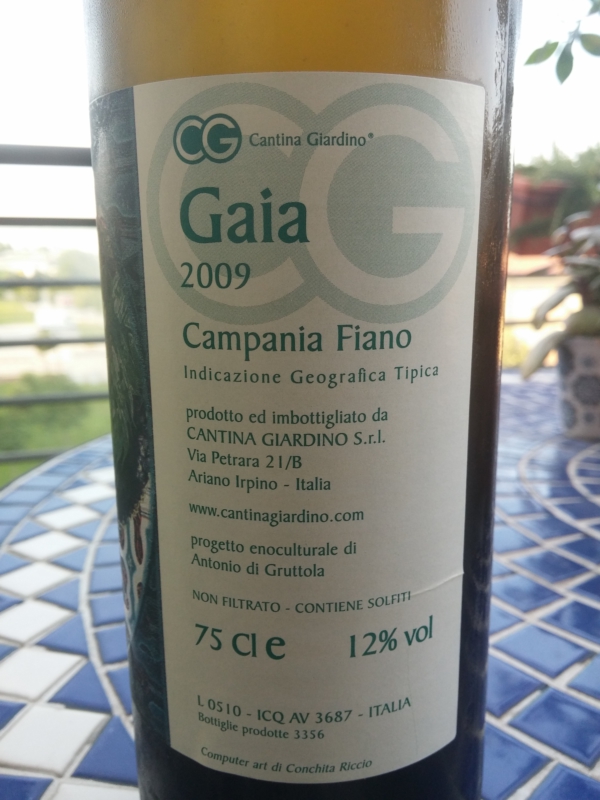 CG Cantina Giardino®
Gaia
2009
Campania Fiano
Indicazione Geografica Tipica
prodotto ed imbottigliato da
CANTINA GIARDINO S.r.l.
Via Petrara 21/B
Ariano Irpino - Italia
www.cantinagiardino.com
progetto enoculturale di
Antonio di Gruttola
NON FILTRATO - CONTIENE SOLFITI
75 Cl e 12% vol
L 0510 - ICQ AV 3687 - ITALIA
Bottiglie prodotte 3356
Computer art di Conchita Riccio